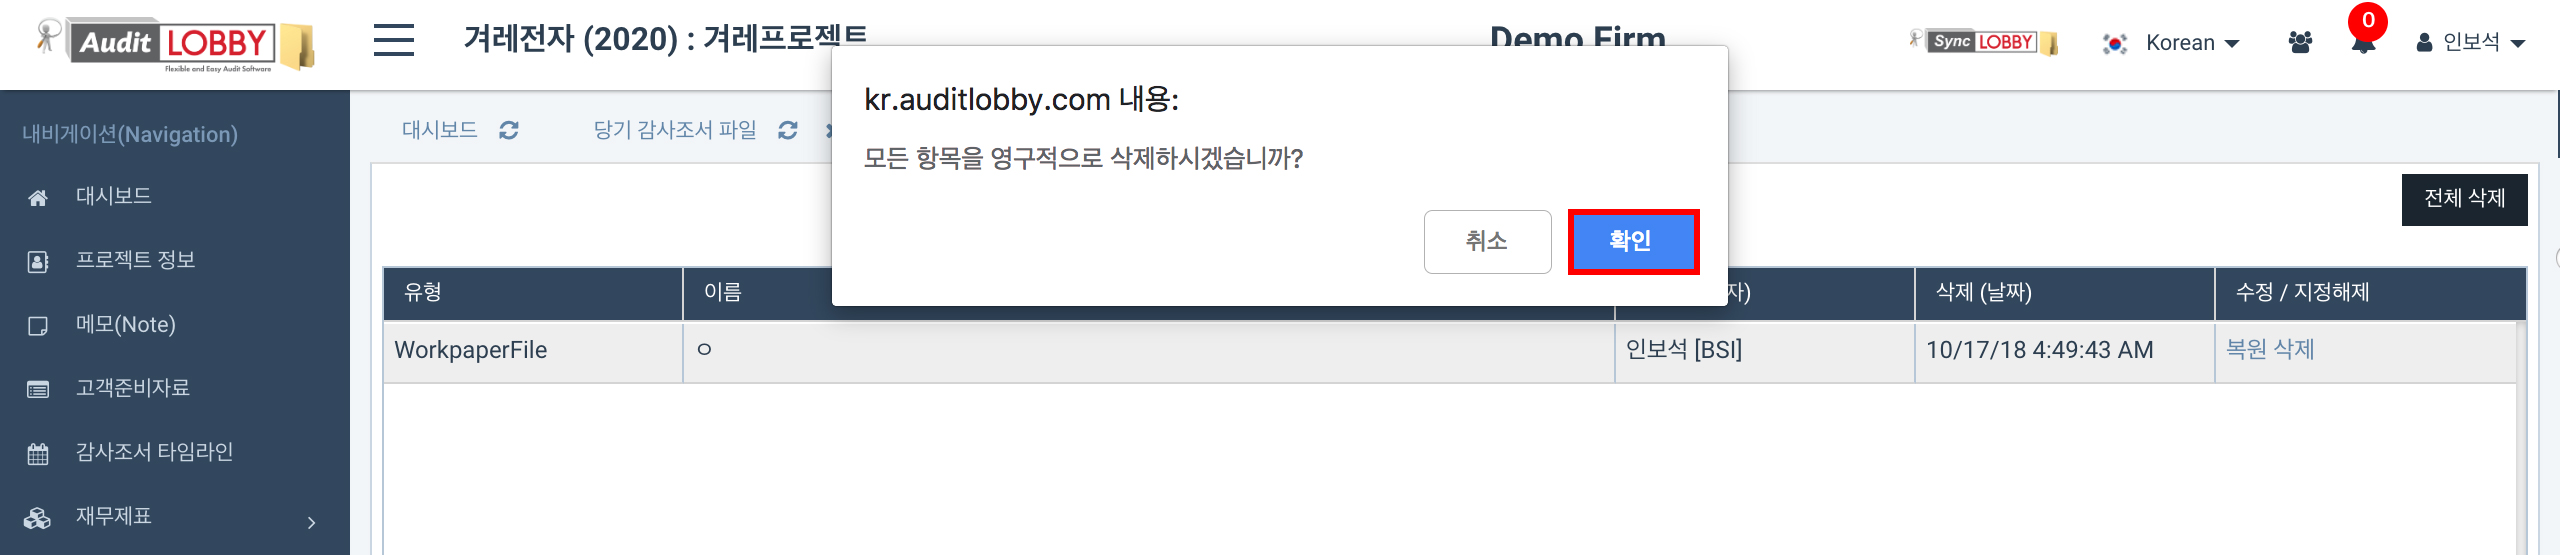 Audit LOBBY
Flexible and Easy Audit Software
겨레전자 (2020) : 겨레프로젝트
Demo Firm
Sync LOBBY
Korean
0
인보석
kr.auditlobby.com 내용:
모든 항목을 영구적으로 삭제하시겠습니까?
취소
확인
내비게이션(Navigation)
대시보드
프로젝트 정보
메모(Note)
고객준비자료
감사조서 타임라인
재무제표
대시보드
당기 감사조서 파일
전체 삭제
유형
이름
자)
삭제 (날짜)
수정 / 지정해제
WorkpaperFile
ㅇ
인보석 [BSI]
10/17/18 4:49:43 AM
복원 삭제